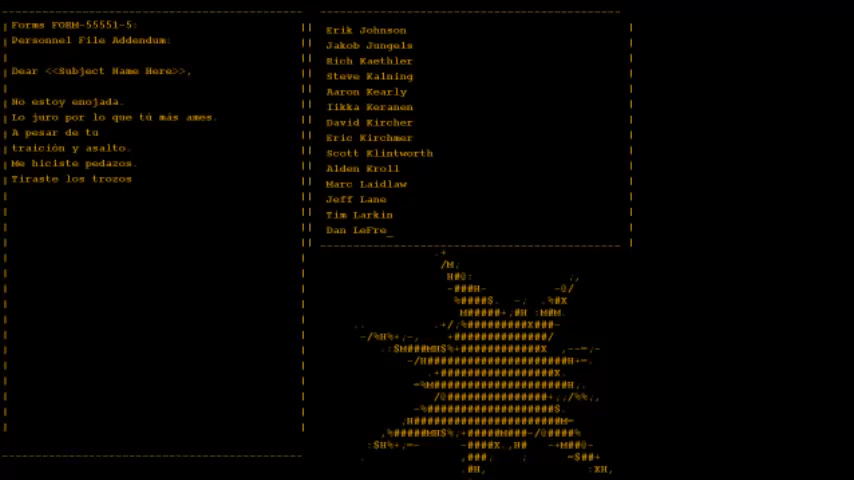 Forms FORM-55551-5:
Personnel File Addendum:
Dear <<Subject Name Here>>,
No estoy enojada.
Lo juro por lo que tú más ames.
A pesar de tu
traición y asalto.
Me hiciste pedazos.
Tiraste los trozos
Erik Johnson
Jakob Jungels
Rich Kaethler
Steve Kalning
Aaron Kearly
Iikka Keranen
David Kircher
Eric Kirchmer
Scott Klintworth
Alden Kroll
Marc Laidlaw
Jeff Lane
Tim Larkin
Dan LeFre_